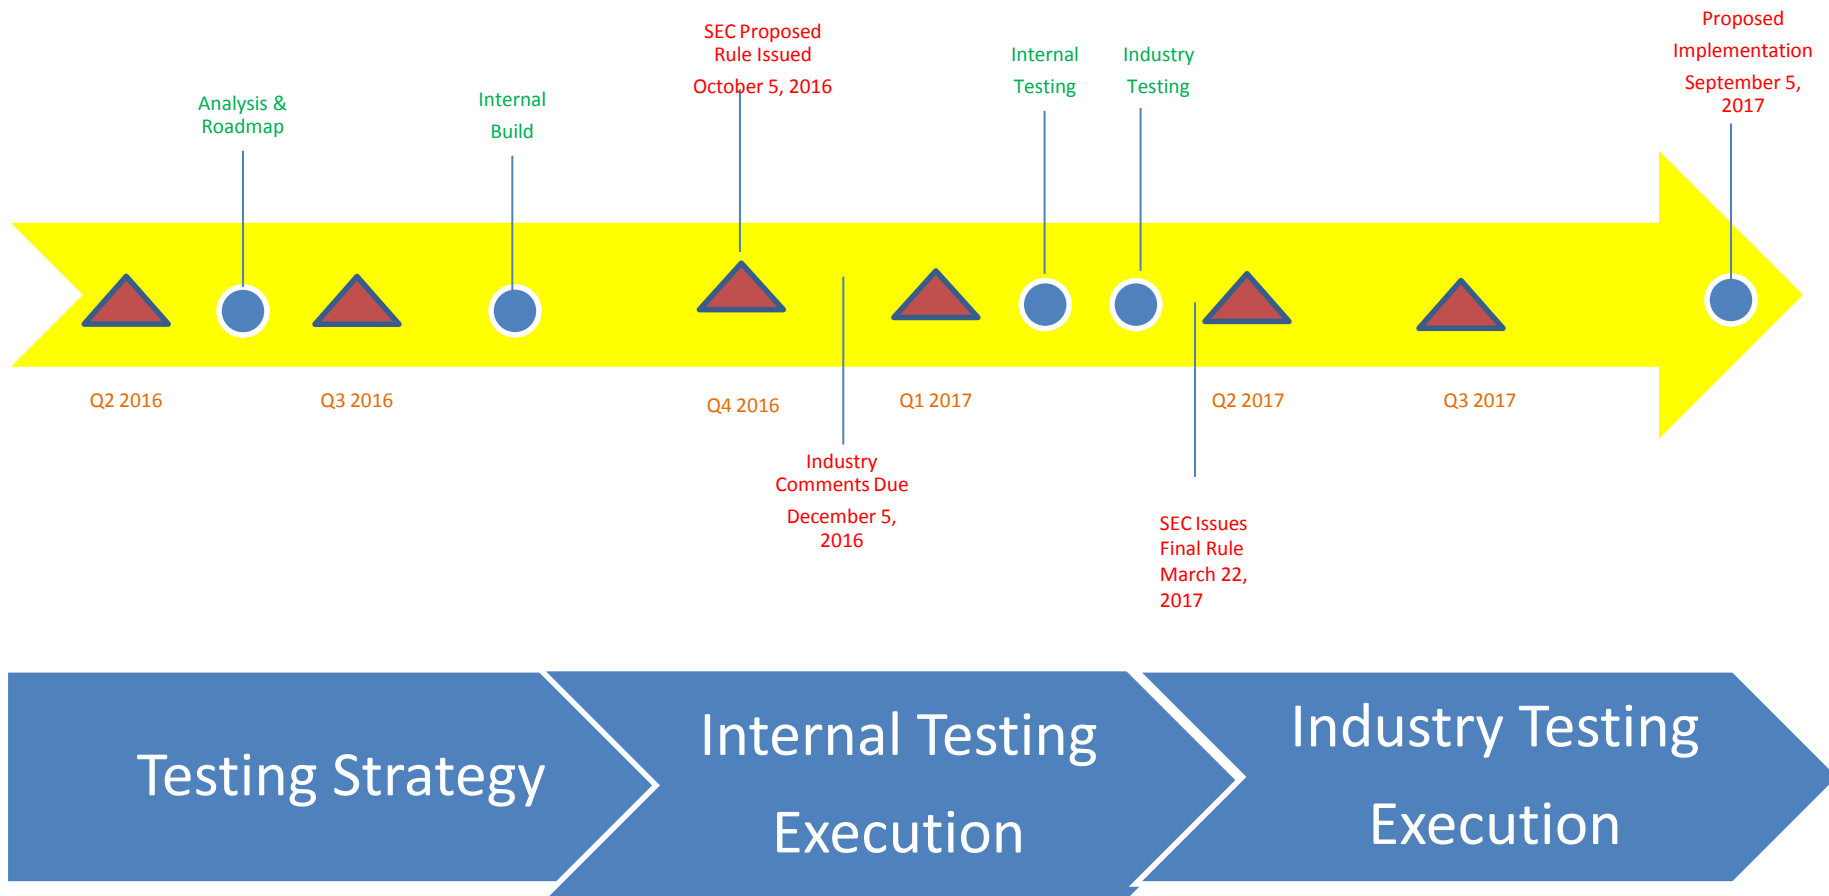 SEC Proposed
Rule Issued
October 5, 2016
Proposed
Implementation
September 5,
2017
Internal
Testing
Industry
Testing
Analysis &
Roadmap
Internal
Build
Q2 2016
Q3 2016
Q4 2016
Q1 2017
Q2 2017
Q3 2017
Industry
Comments Due
December 5,
2016
SEC Issues
Final Rule
March 22,
2017
Testing Strategy
Internal Testing
Execution
Industry Testing
Execution